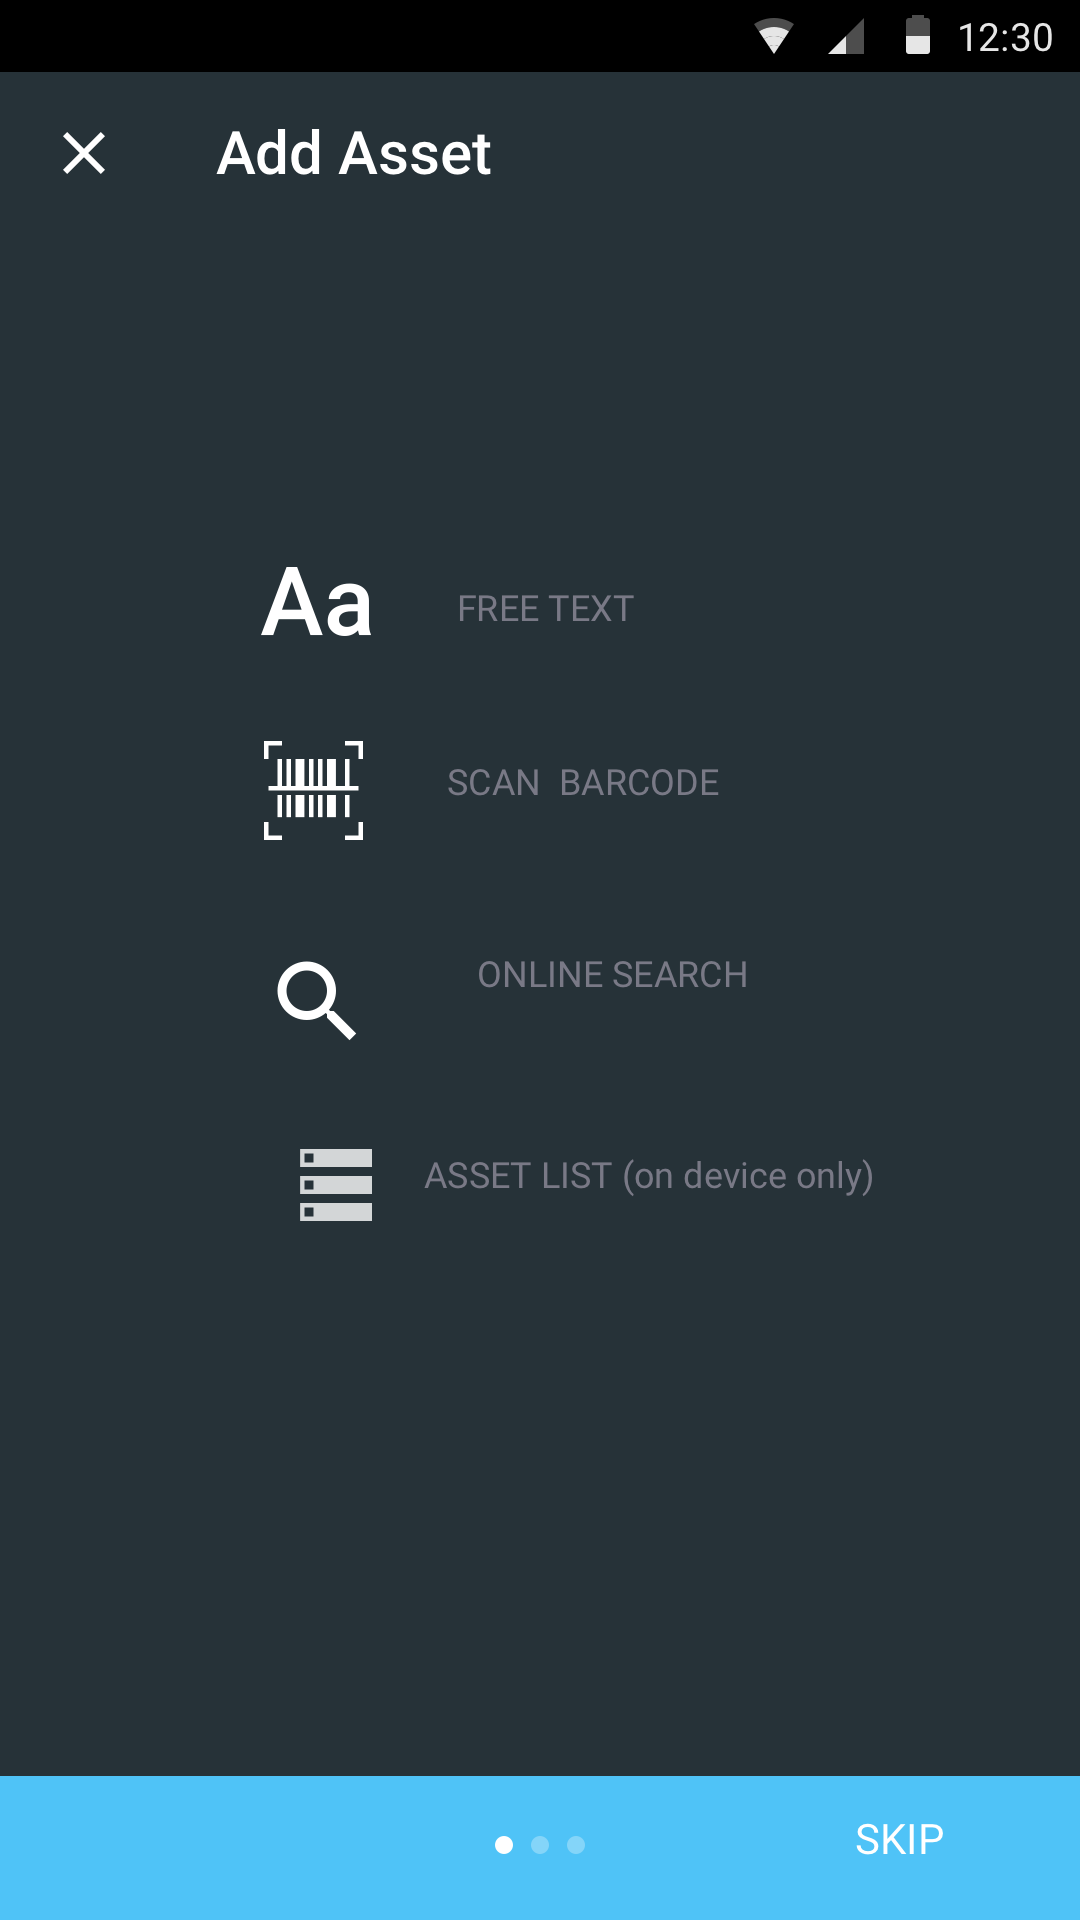 12:30
Add Asset
Aa FREE TEXT
SCAN BARCODE
ONLINE SEARCH
ASSET LIST (on device only)
SKIP